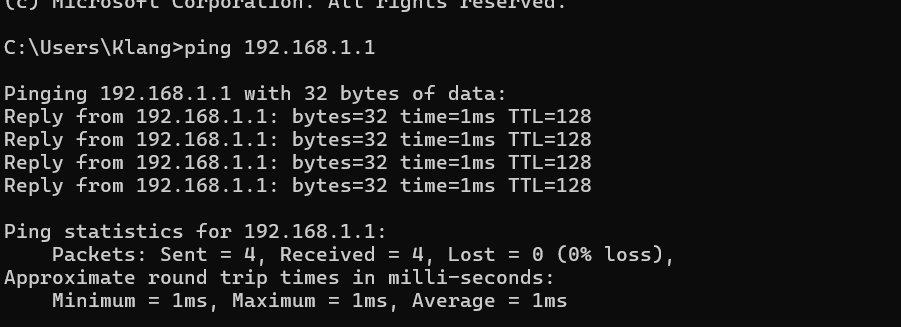 (c) Microsoft Corporation. All rights reserved.
C:\Users\Klang>ping 192.168.1.1
Pinging 192.168.1.1 with 32 bytes of data:
Reply from 192.168.1.1: bytes=32 time=1ms TTL=128
Reply from 192.168.1.1: bytes=32 time=1ms TTL=128
Reply from 192.168.1.1: bytes=32 time=1ms TTL=128
Reply from 192.168.1.1: bytes=32 time=1ms TTL=128
Ping statistics for 192.168.1.1:
    Packets: Sent = 4, Received = 4, Lost = 0 (0% loss),
Approximate round trip times in milli-seconds:
    Minimum = 1ms, Maximum = 1ms, Average = 1ms